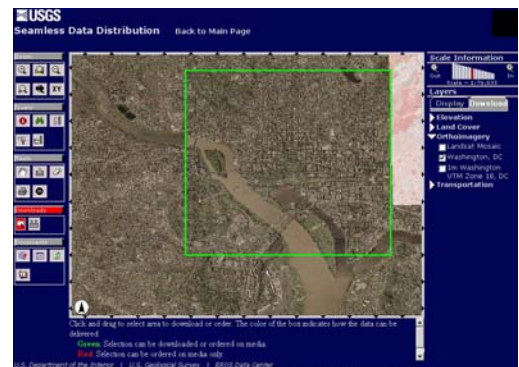 USGS
Seamless Data Distribution
Back to Main Page
Scale Information
Out
In
Layers
Display Download
Elevation
Land Cover
Orthoimagery
Landsat Mosaic
Washington, DC
1m Washington
UTM Zone 18, DC
Transportation
XY
Downloads
Click and drag to select area to download or order. The color of the box indicates how the data can be
delivered.
Green: Selection can be downloaded or ordered on media.
Red: Selection can be ordered on media only.
U.S. Department of the Interior | U.S. Geological Survey | EROS Data Center